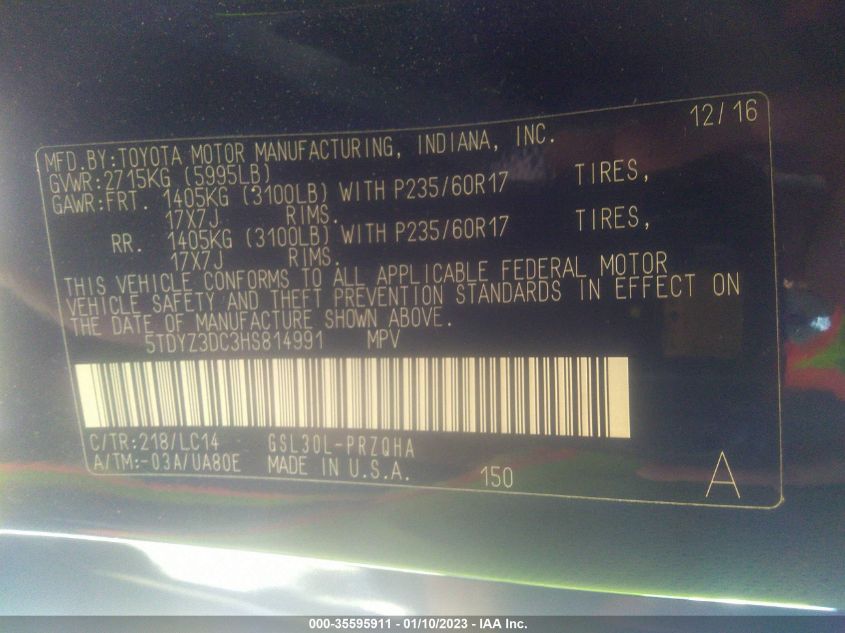 12/16
MFD.BY:TOYOTA MOTOR MANUFACTURING, INDIANA, INC.
GVWR:2715KG (5995LB)
GAWR:FRT. 1405KG (3100LB) WITH P235/60R17 TIRES,
17X7J RIMS.
RR. 1405KG (3100LB) WITH P235/60R17 TIRES,
17X7J RIMS.
THIS VEHICLE CONFORMS TO ALL APPLICABLE FEDERAL MOTOR
VEHICLE SAFETY AND THEFT PREVENTION STANDARDS IN EFFECT ON
THE DATE OF MANUFACTURE SHOWN ABOVE.
5TDYZ3DC3HS814991 MPV
C/TR:218/LC14 GSL30L-PRZQHA
A/TM:-03A/UA80E MADE IN U.S.A. 150 A
000-35595911 - 01/10/2023 - IAA Inc.